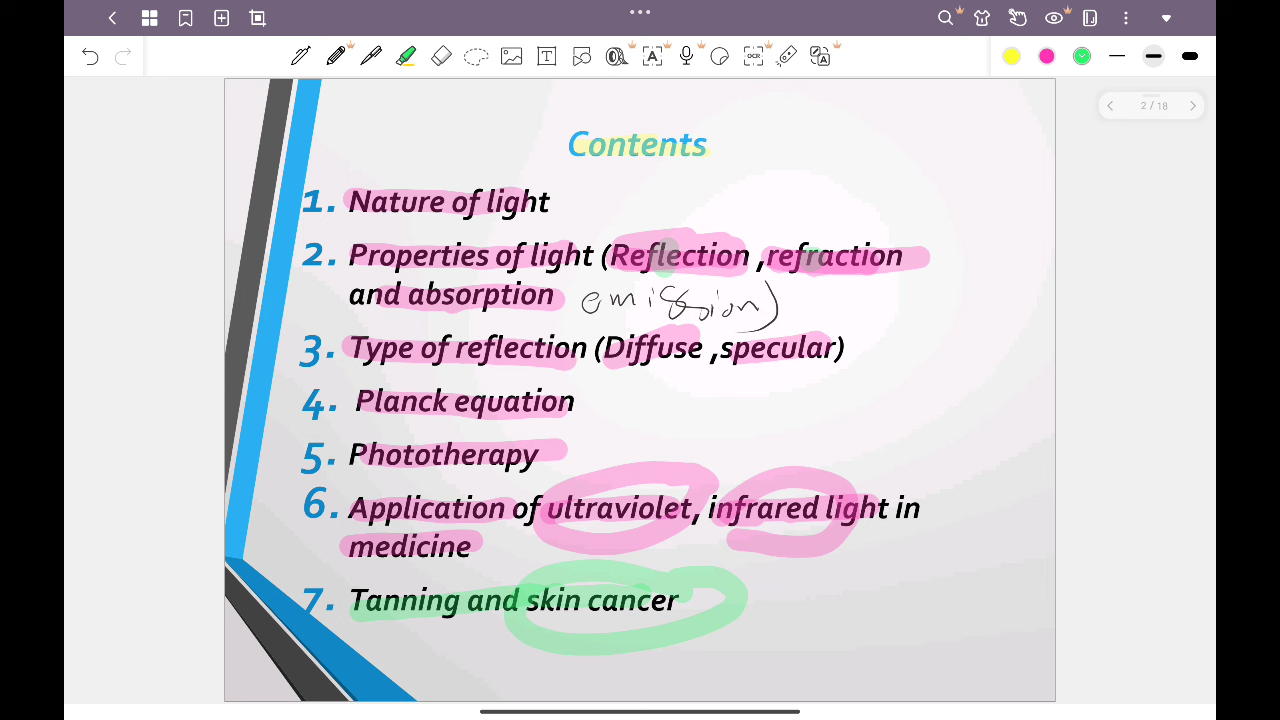 2 / 18
Contents
1. Nature of light
2. Properties of light (Reflection ,refraction
and absorption emission)
3. Type of reflection (Diffuse ,specular)
4. Planck equation
5. Phototherapy
6. Application of ultraviolet, infrared light in
medicine
7. Tanning and skin cancer